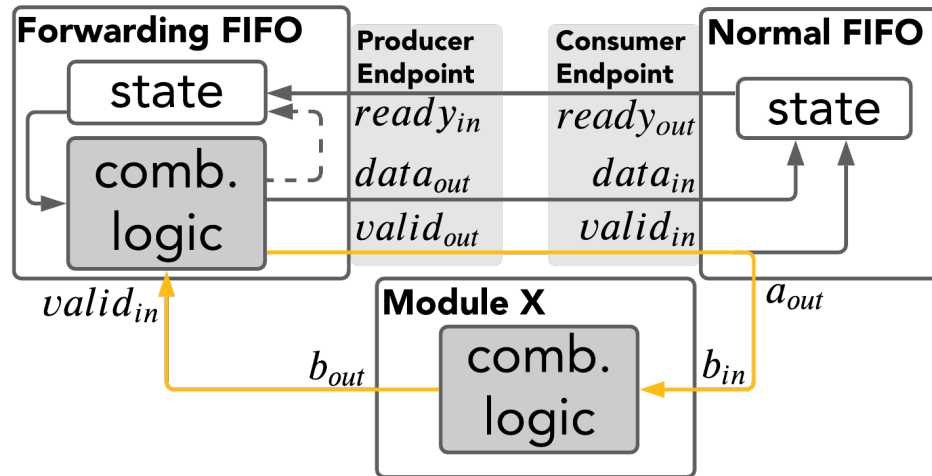 Forwarding FIFO
state
comb.
logic
valid_in
Producer
Endpoint
ready_in
data_out
valid_out
Consumer
Endpoint
ready_out
data_in
valid_in
Normal FIFO
state
a_out
Module X
comb.
logic
b_out
b_in